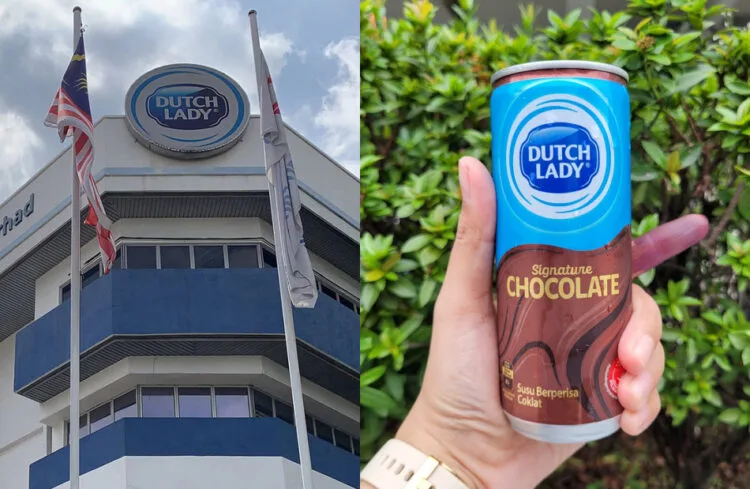 DUTCH
LADY
rhad
DUTCH
LADY
Signature
CHOCOLATE
Susu Berperisa
Coklat